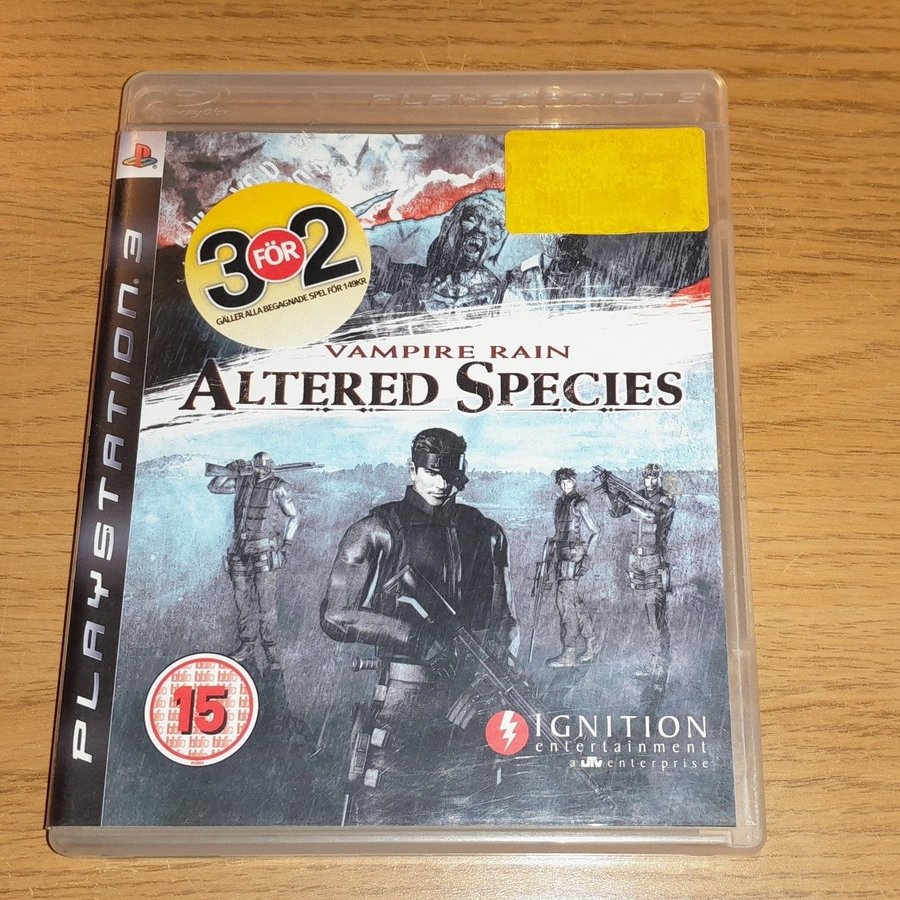 PLAYSTATION 3
PLAYSTATION 3
3 FÖR 2
GÄLLER ALLA BEGAGNADE SPEL FÖR 149KR
VAMPIRE RAIN
ALTERED SPECIES
15
IGNITION
entertainment
a UTV enterprise